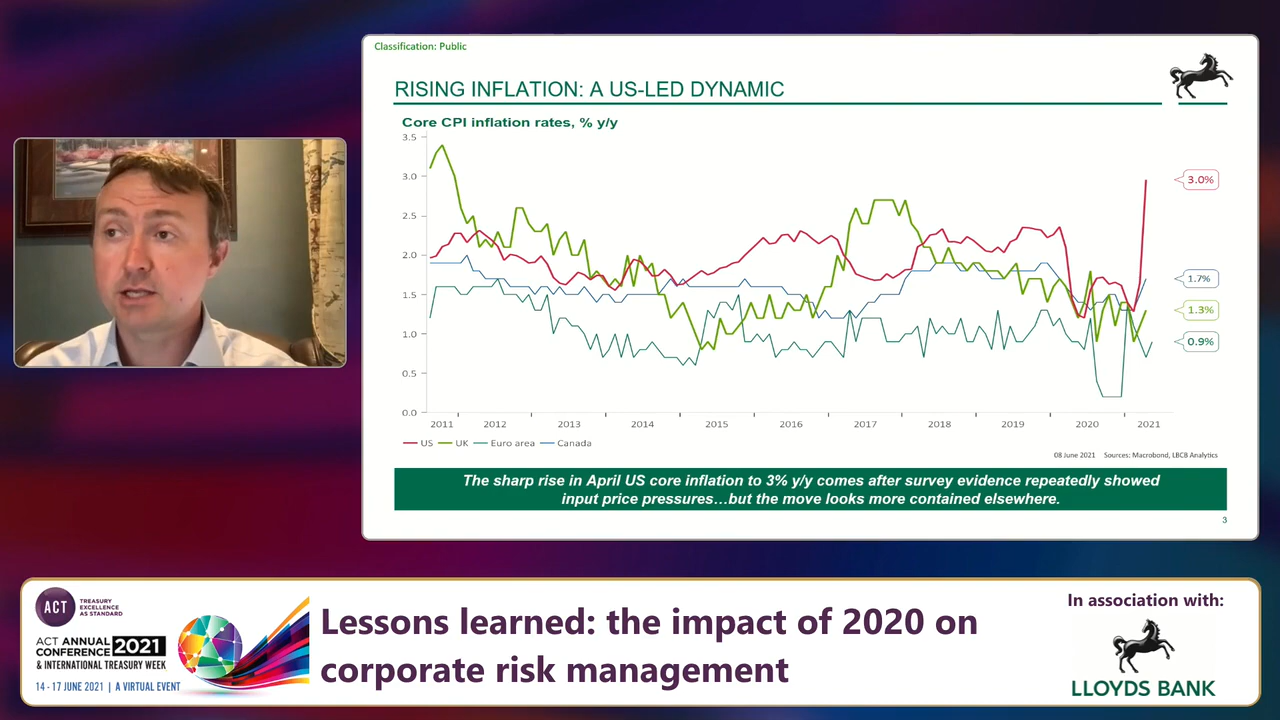 Classification: Public
RISING INFLATION: A US-LED DYNAMIC
Core CPI inflation rates, % y/y
3.5
3.0
2.5
2.0
1.5
1.0
0.5
0.0
3.0%
1.7%
1.3%
0.9%
2011 2012 2013 2014 2015 2016 2017 2018 2019 2020 2021
US UK Euro area Canada
08 June 2021 Sources: Macrobond, LBCB Analytics
The sharp rise in April US core inflation to 3% y/y comes after survey evidence repeatedly showed
input price pressures…but the move looks more contained elsewhere.
3
ACT
TREASURY
EXCELLENCE
AS STANDARD
ACT ANNUAL
CONFERENCE 2021
& INTERNATIONAL TREASURY WEEK
14 - 17 JUNE 2021 | A VIRTUAL EVENT
Lessons learned: the impact of 2020 on
corporate risk management
In association with:
LLOYDS BANK